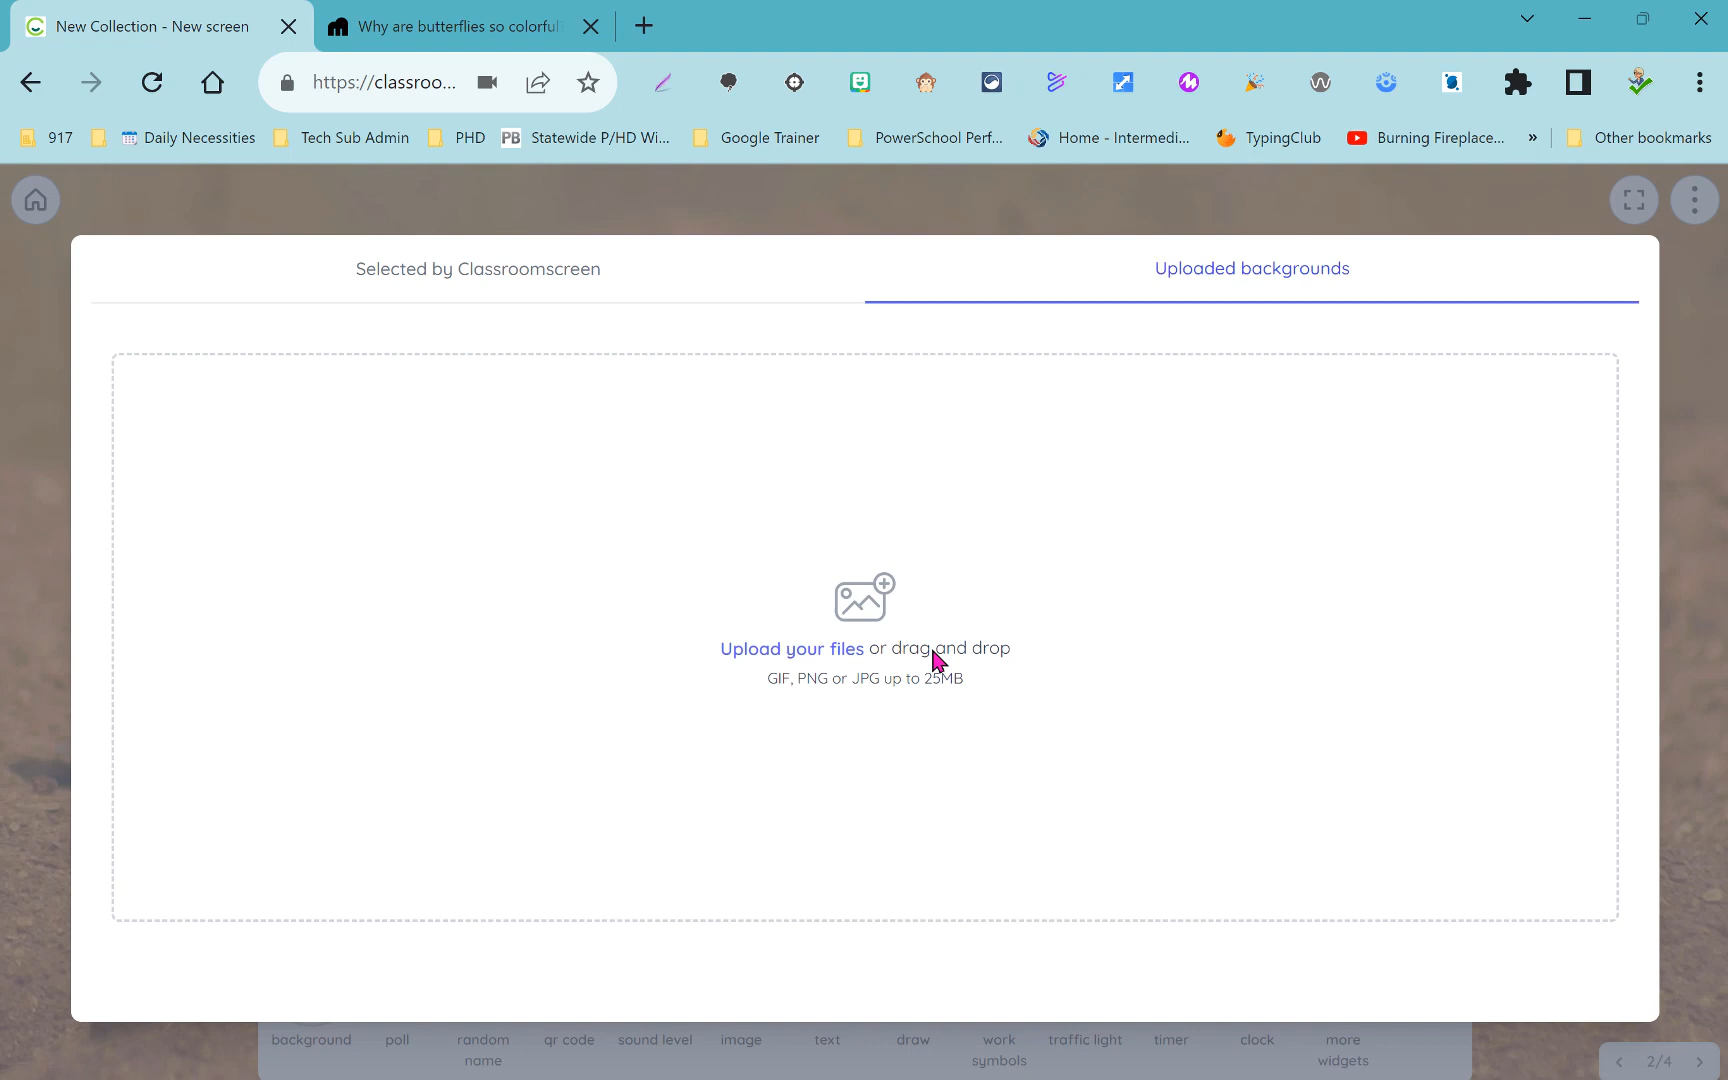 New Collection - New screen
Why are butterflies so colorful
https://classroo...
917
Daily Necessities
Tech Sub Admin
PHD
PB
Statewide P/HD Wi...
Google Trainer
PowerSchool Perf...
Home - Intermedi...
TypingClub
Burning Fireplace...
»
Other bookmarks
Selected by Classroomscreen
Uploaded backgrounds
Upload your files or drag and drop
GIF, PNG or JPG up to 25MB
background
poll
random
name
qr code
sound level
image
text
draw
work
symbols
traffic light
timer
clock
more
widgets
2/4